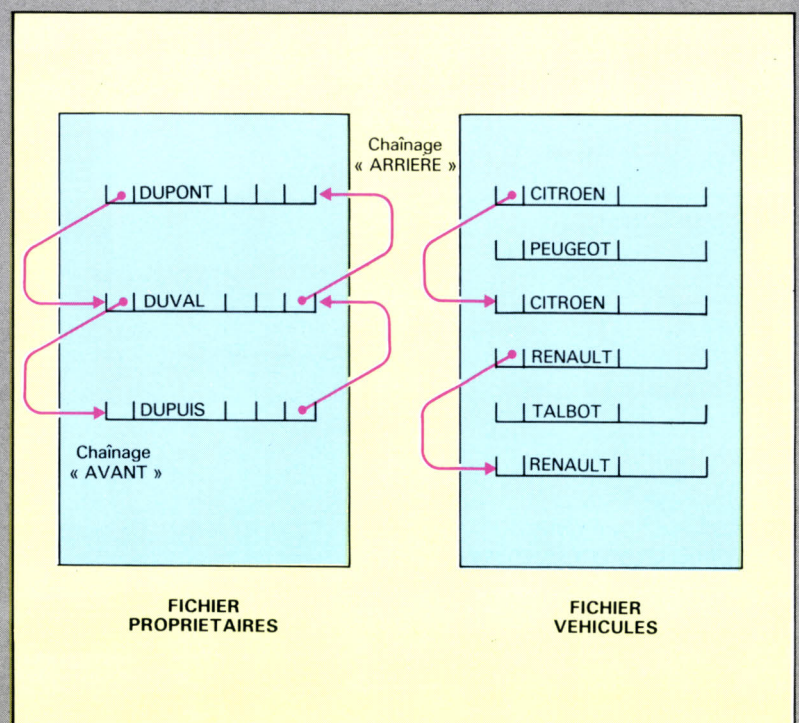 Chaînage
« ARRIERE »
DUPONT
DUVAL
DUPUIS
Chaînage
« AVANT »
CITROEN
PEUGEOT
CITROEN
RENAULT
TALBOT
RENAULT
FICHIER
PROPRIETAIRES
FICHIER
VEHICULES